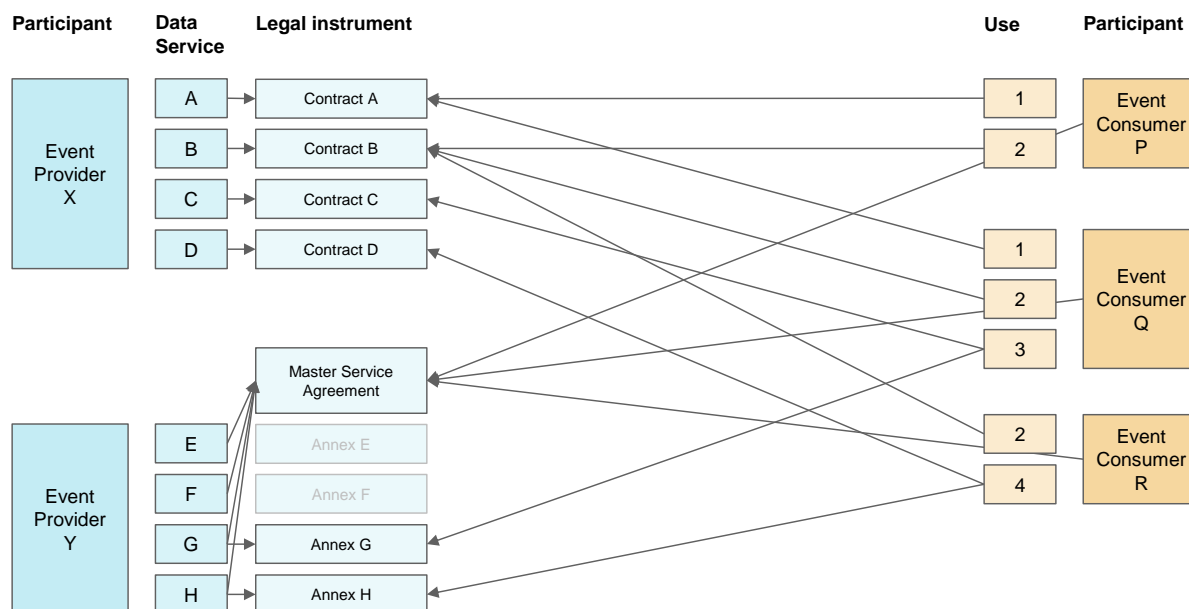 Participant
Data
Service
Legal instrument
Use
Participant
Event
Provider
X
A
Contract A
B
Contract B
C
Contract C
D
Contract D
1
2
Event
Consumer
P
1
2
3
Event
Consumer
Q
Master Service
Agreement
Event
Provider
Y
E
Annex E
F
Annex F
G
Annex G
H
Annex H
2
4
Event
Consumer
R